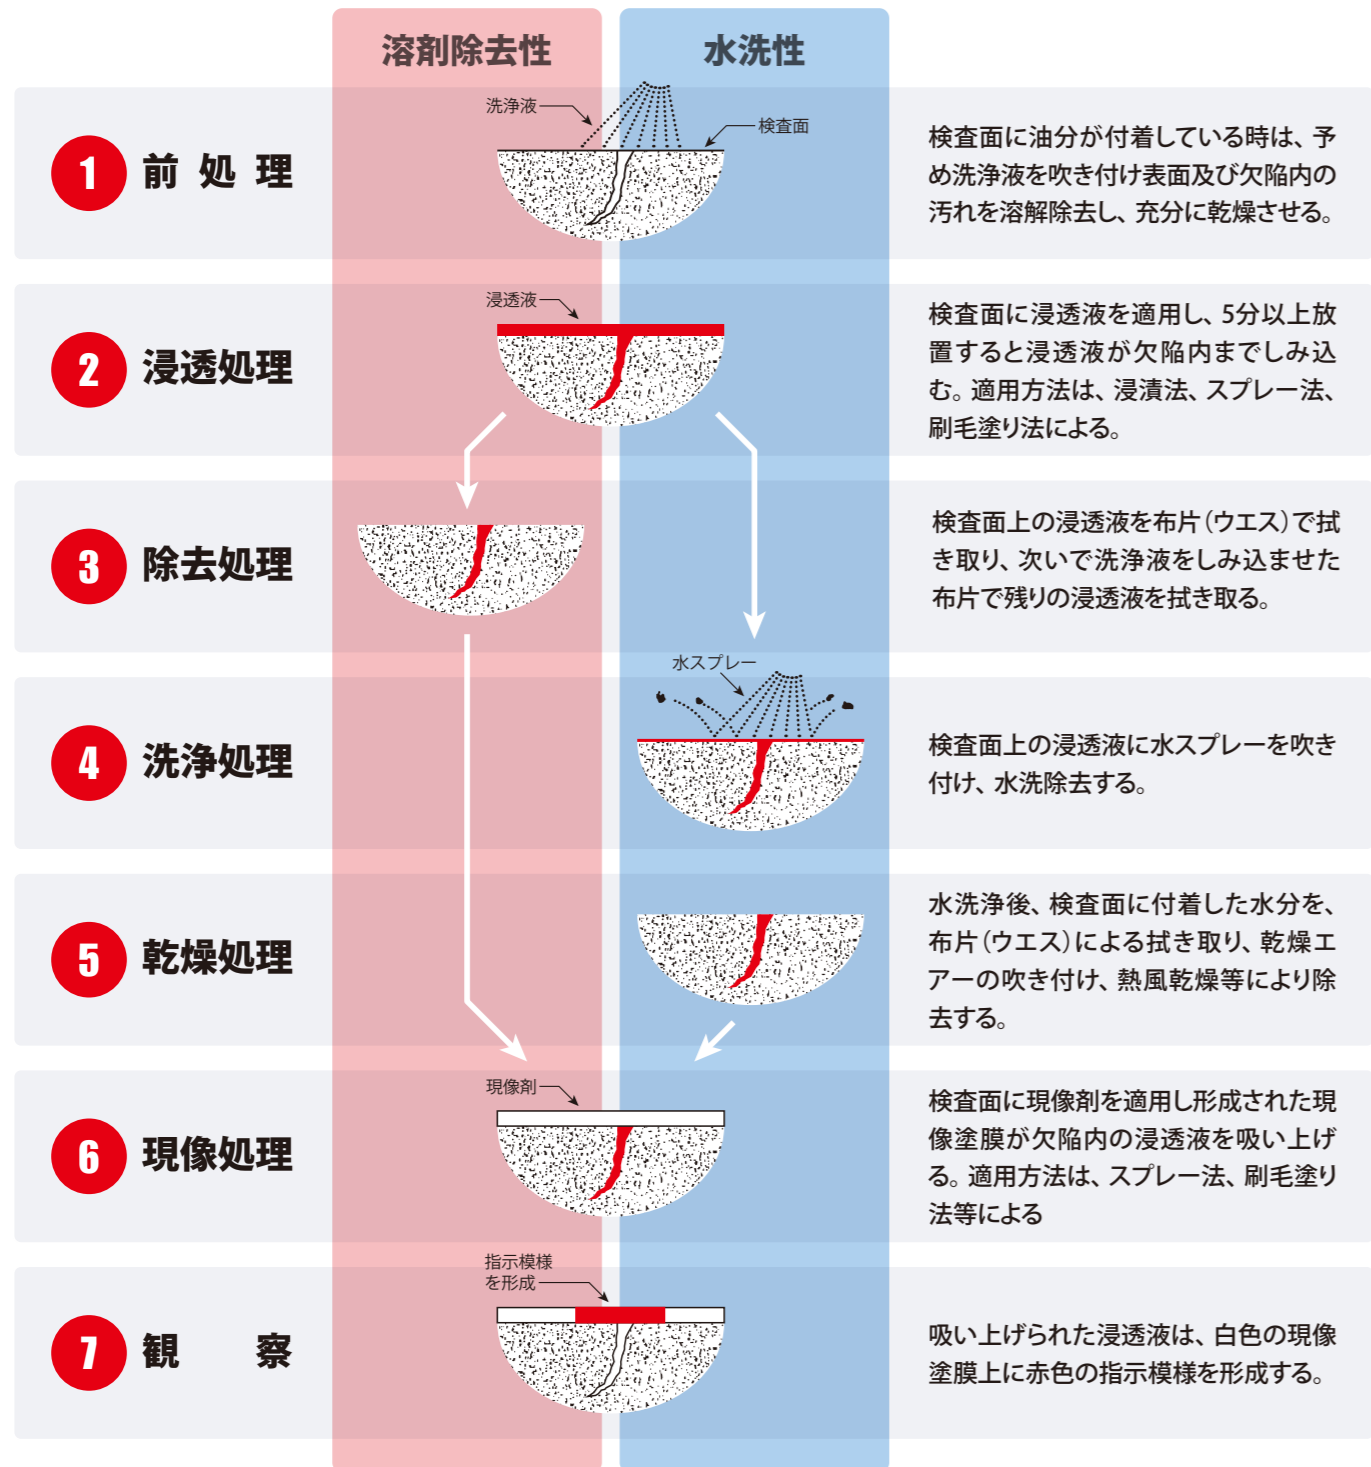 溶剤除去性
水洗性
洗浄液
検査面
1 前処理
検査面に油分が付着している時は、予
め洗浄液を吹き付け表面及び欠陥内の
汚れを溶解除去し、充分に乾燥させる。
浸透液
2 浸透処理
検査面に浸透液を適用し、5分以上放
置すると浸透液が欠陥内までしみ込
む。適用方法は、浸漬法、スプレー法、
刷毛塗り法による。
3 除去処理
検査面上の浸透液を布片(ウエス)で拭
き取り、次いで洗浄液をしみ込ませた
布片で残りの浸透液を拭き取る。
水スプレー
4 洗浄処理
検査面上の浸透液に水スプレーを吹き
付け、水洗除去する。
5 乾燥処理
水洗浄後、検査面に付着した水分を、
布片(ウエス)による拭き取り、乾燥エ
アーの吹き付け、熱風乾燥等により除
去する。
現像剤
6 現像処理
検査面に現像剤を適用し形成された現
像塗膜が欠陥内の浸透液を吸い上げ
る。適用方法は、スプレー法、刷毛塗り
法等による
指示模様
を形成
7 観察
吸い上げられた浸透液は、白色の現像
塗膜上に赤色の指示模様を形成する。